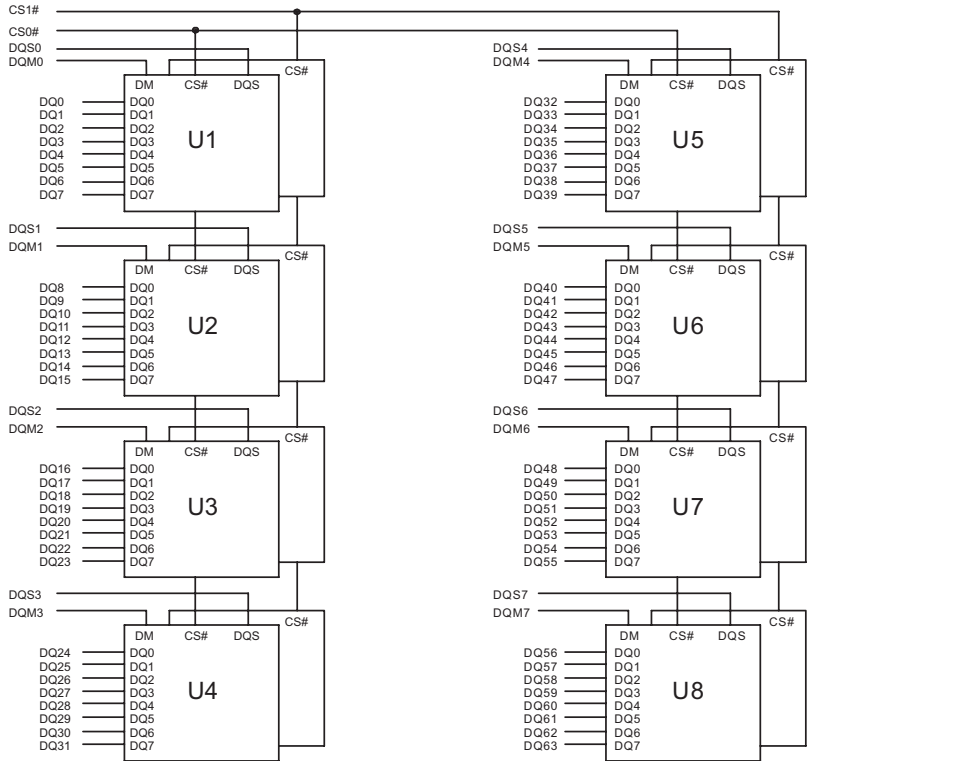 CS1#
CS0#
DQS0
DQM0
CS#
DM CS# DQS
DQ0 DQ0
DQ1 DQ1
DQ2 DQ2
DQ3 DQ3
DQ4 DQ4
DQ5 DQ5
DQ6 DQ6
DQ7 DQ7
U1
DQS1
DQM1
CS#
DM CS# DQS
DQ8 DQ0
DQ9 DQ1
DQ10 DQ2
DQ11 DQ3
DQ12 DQ4
DQ13 DQ5
DQ14 DQ6
DQ15 DQ7
U2
DQS2
DQM2
CS#
DM CS# DQS
DQ16 DQ0
DQ17 DQ1
DQ18 DQ2
DQ19 DQ3
DQ20 DQ4
DQ21 DQ5
DQ22 DQ6
DQ23 DQ7
U3
DQS3
DQM3
CS#
DM CS# DQS
DQ24 DQ0
DQ25 DQ1
DQ26 DQ2
DQ27 DQ3
DQ28 DQ4
DQ29 DQ5
DQ30 DQ6
DQ31 DQ7
U4
DQS4
DQM4
CS#
DM CS# DQS
DQ32 DQ0
DQ33 DQ1
DQ34 DQ2
DQ35 DQ3
DQ36 DQ4
DQ37 DQ5
DQ38 DQ6
DQ39 DQ7
U5
DQS5
DQM5
CS#
DM CS# DQS
DQ40 DQ0
DQ41 DQ1
DQ42 DQ2
DQ43 DQ3
DQ44 DQ4
DQ45 DQ5
DQ46 DQ6
DQ47 DQ7
U6
DQS6
DQM6
CS#
DM CS# DQS
DQ48 DQ0
DQ49 DQ1
DQ50 DQ2
DQ51 DQ3
DQ52 DQ4
DQ53 DQ5
DQ54 DQ6
DQ55 DQ7
U7
DQS7
DQM7
CS#
DM CS# DQS
DQ56 DQ0
DQ57 DQ1
DQ58 DQ2
DQ59 DQ3
DQ60 DQ4
DQ61 DQ5
DQ62 DQ6
DQ63 DQ7
U8